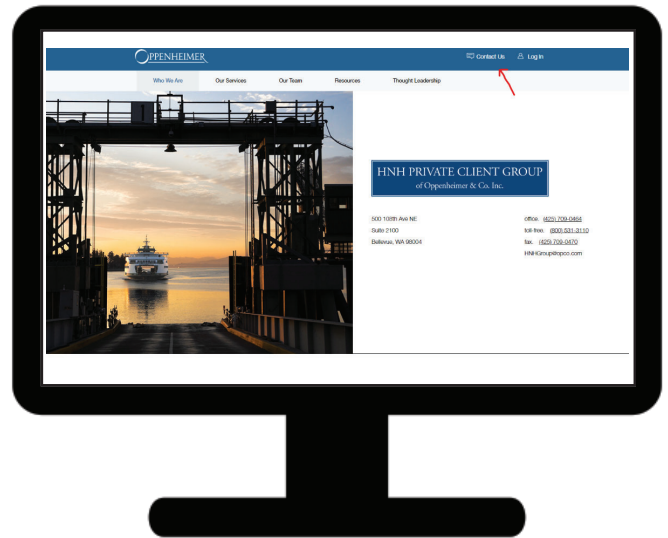 OPPENHEIMER
Contact Us
Log In
Who We Are
Our Services
Our Team
Resources
Thought Leadership
HNH PRIVATE CLIENT GROUP
of Oppenheimer & Co. Inc.
500 108th Ave NE
Suite 2100
Bellevue, WA 98004
office. (425) 709-0464
toll-free. (800) 531-3110
fax. (425) 709-0470
HNHGroup@opco.com